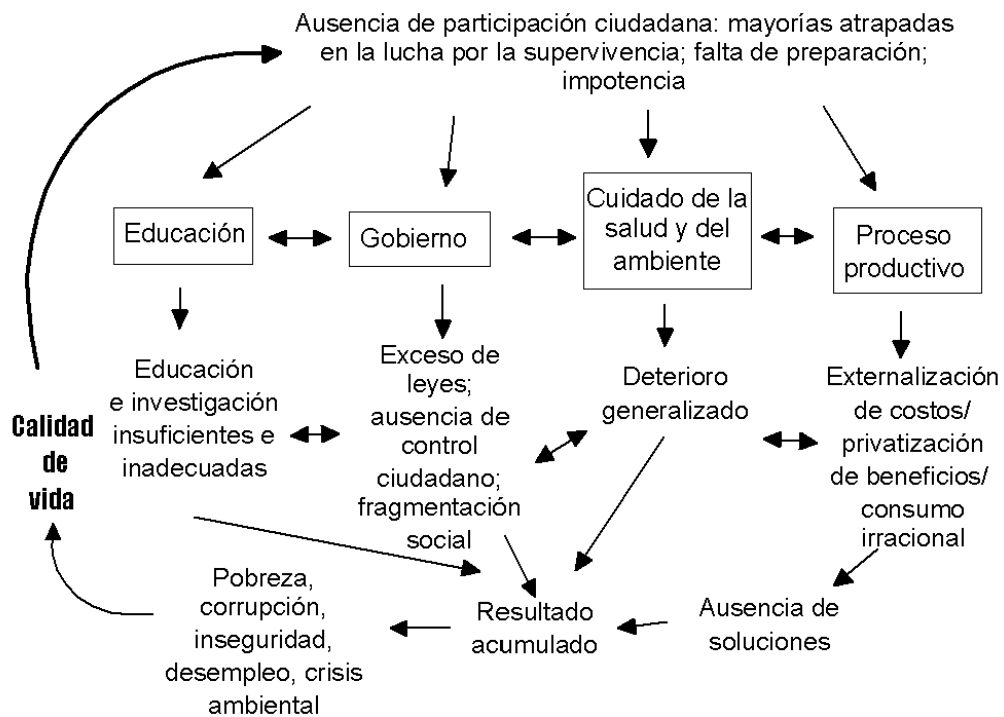 Ausencia de participación ciudadana: mayorías atrapadas
en la lucha por la supervivencia; falta de preparación;
impotencia
Educación
Gobierno
Cuidado de la
salud y del
ambiente
Proceso
productivo
Educación
e investigación
insuficientes e
inadecuadas
Exceso de
leyes;
ausencia de
control
ciudadano;
fragmentación
social
Deterioro
generalizado
Externalización
de costos/
privatización
de beneficios/
consumo
irracional
Calidad
de
vida
Pobreza,
corrupción,
inseguridad,
desempleo, crisis
ambiental
Resultado
acumulado
Ausencia de
soluciones